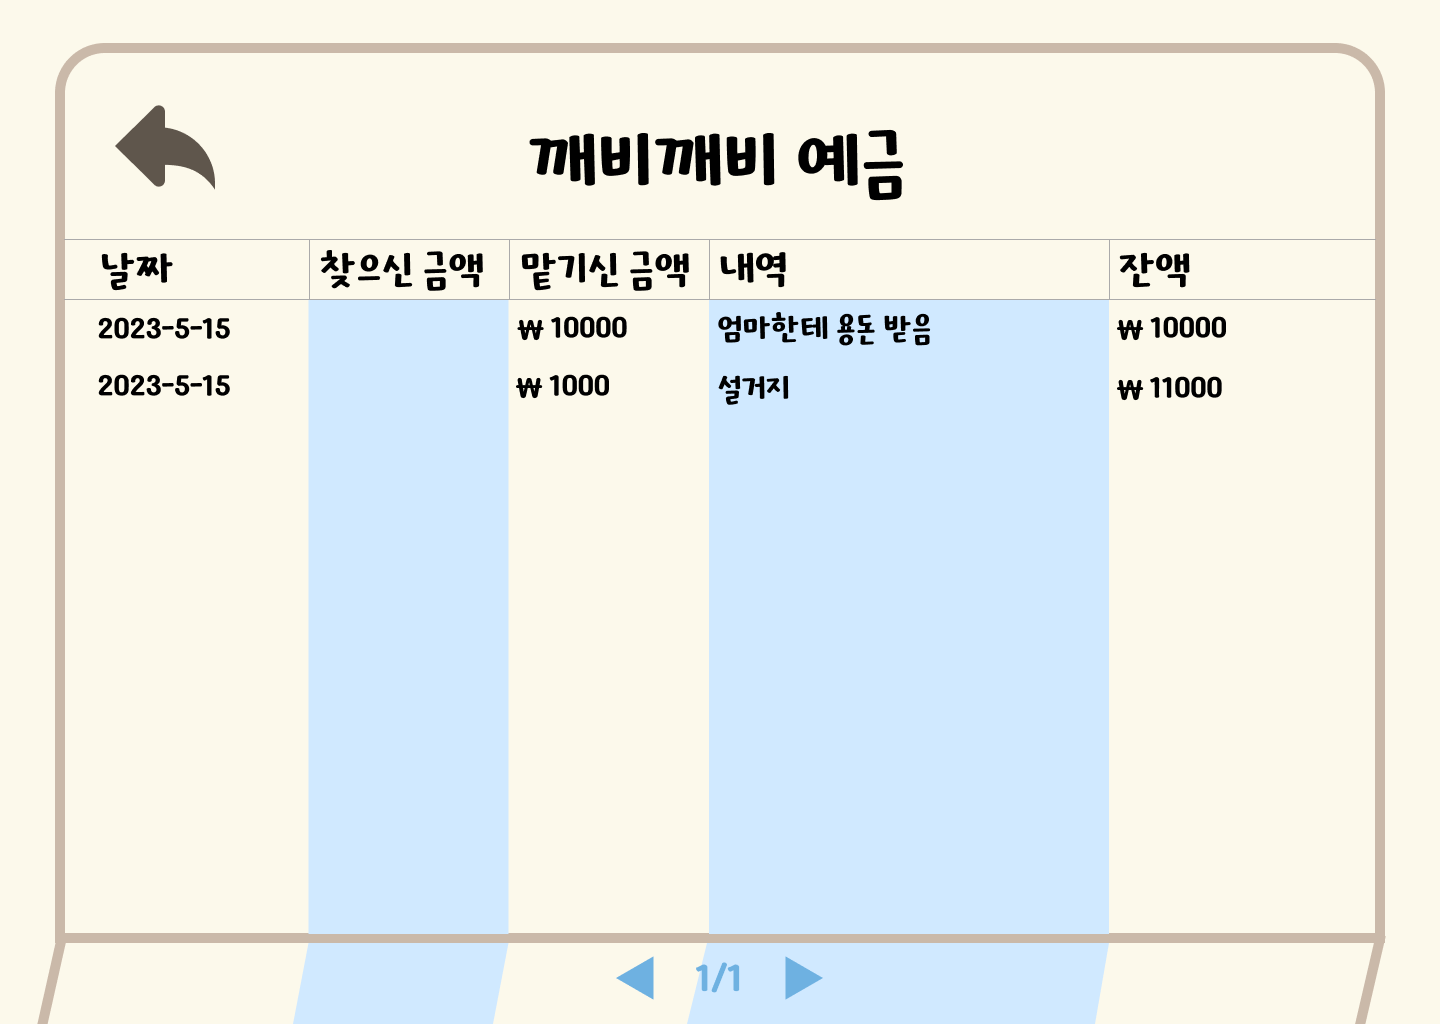 깨비깨비 예금
날짜 찾으신 금액 맡기신 금액 내역 잔액
2023-5-15 ₩ 10000 엄마한테 용돈 받음 ₩ 10000
2023-5-15 ₩ 1000 설거지 ₩ 11000
1/1